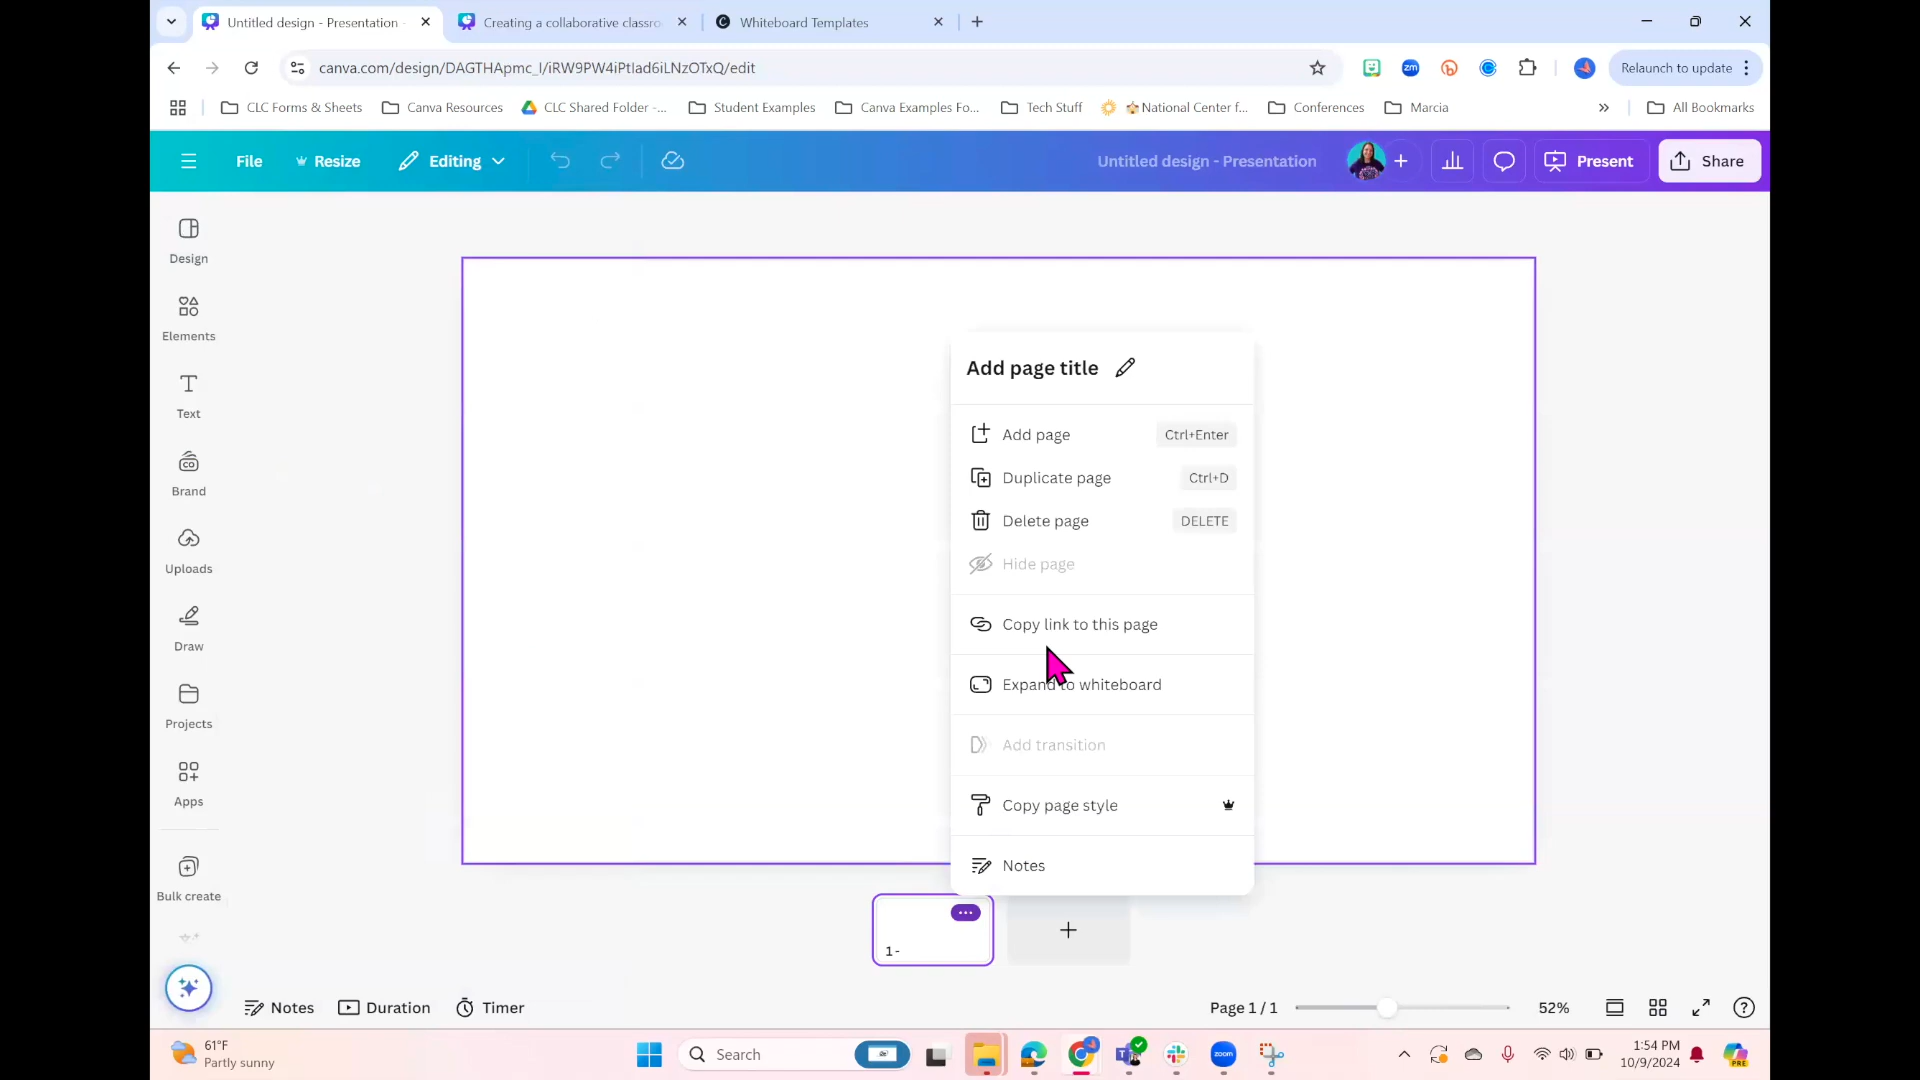 Untitled design - Presentation -
Creating a collaborative classro
Whiteboard Templates
canva.com/design/DAGTHApmc_I/iRW9PW4iPtIad6iLNzOTxQ/edit
Relaunch to update
CLC Forms & Sheets
Canva Resources
CLC Shared Folder -...
Student Examples
Canva Examples Fo...
Tech Stuff
National Center f...
Conferences
Marcia
All Bookmarks
File
Resize
Editing
Untitled design - Presentation
Present
Share
Design
Elements
Text
Brand
Uploads
Draw
Projects
Apps
Bulk create
Add page title
Add page Ctrl+Enter
Duplicate page Ctrl+D
Delete page DELETE
Hide page
Copy link to this page
Expand to whiteboard
Add transition
Copy page style
Notes
1 -
Notes
Duration
Timer
Page 1 / 1
52%
61°F
Partly sunny
Search
zoom
1:54 PM
10/9/2024